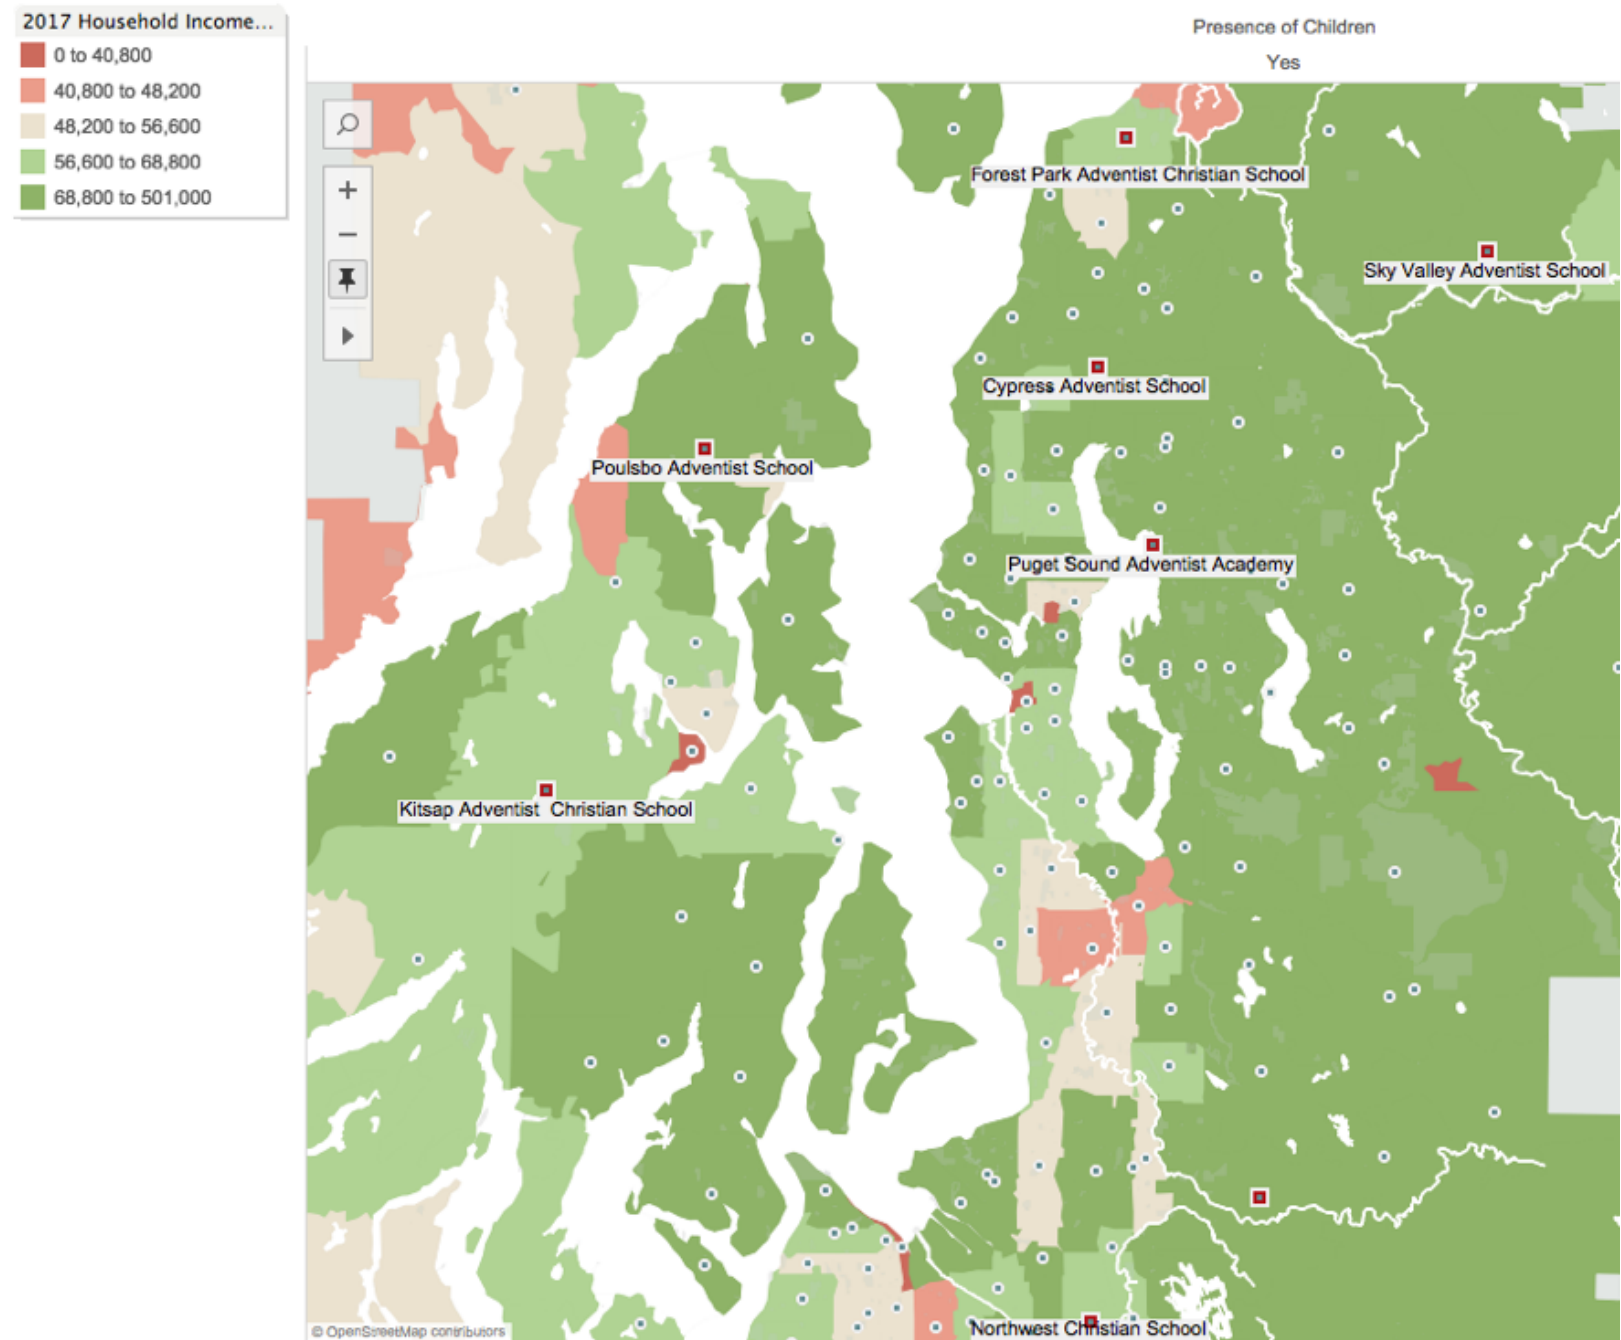 2017 Household Income...
0 to 40,800
40,800 to 48,200
48,200 to 56,600
56,600 to 68,800
68,800 to 501,000
Presence of Children
Yes
Forest Park Adventist Christian School
Sky Valley Adventist School
Cypress Adventist School
Poulsbo Adventist School
Puget Sound Adventist Academy
Kitsap Adventist Christian School
Northwest Christian School
© OpenStreetMap contributors